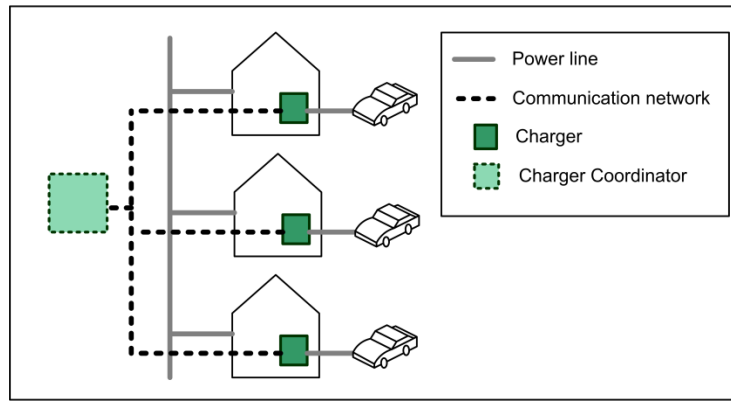 Power line
Communication network
Charger
Charger Coordinator